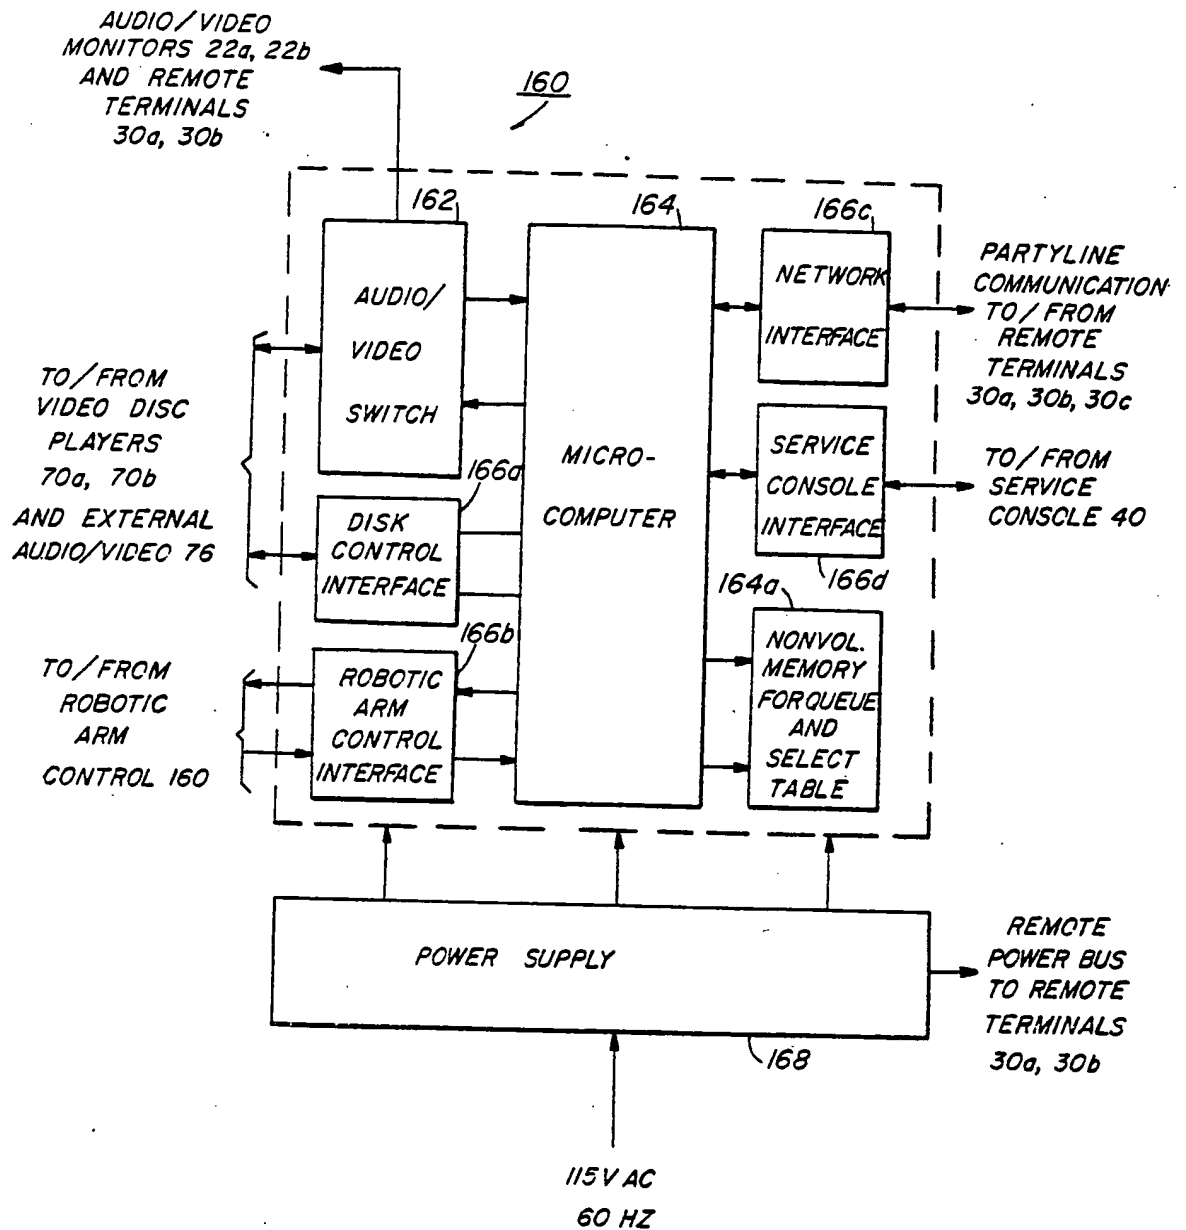 AUDIO/VIDEO
MONITORS 22a, 22b
AND REMOTE
TERMINALS
30a, 30b
160
162
AUDIO/
VIDEO
SWITCH
164
MICRO-
COMPUTER
166c
NETWORK
INTERFACE
PARTYLINE
COMMUNICATION
TO/FROM
REMOTE
TERMINALS
30a, 30b, 30c
TO/FROM
VIDEO DISC
PLAYERS
70a, 70b
AND EXTERNAL
AUDIO/VIDEO 76
166a
DISK
CONTROL
INTERFACE
SERVICE
CONSOLE
INTERFACE
166d
TO/FROM
SERVICE
CONSOLE 40
164a
NONVOL.
MEMORY
FOR QUEUE
AND
SELECT
TABLE
166b
ROBOTIC
ARM
CONTROL
INTERFACE
TO/FROM
ROBOTIC
ARM
CONTROL 160
POWER SUPPLY
168
REMOTE
POWER BUS
TO REMOTE
TERMINALS
30a, 30b
115V AC
60 HZ